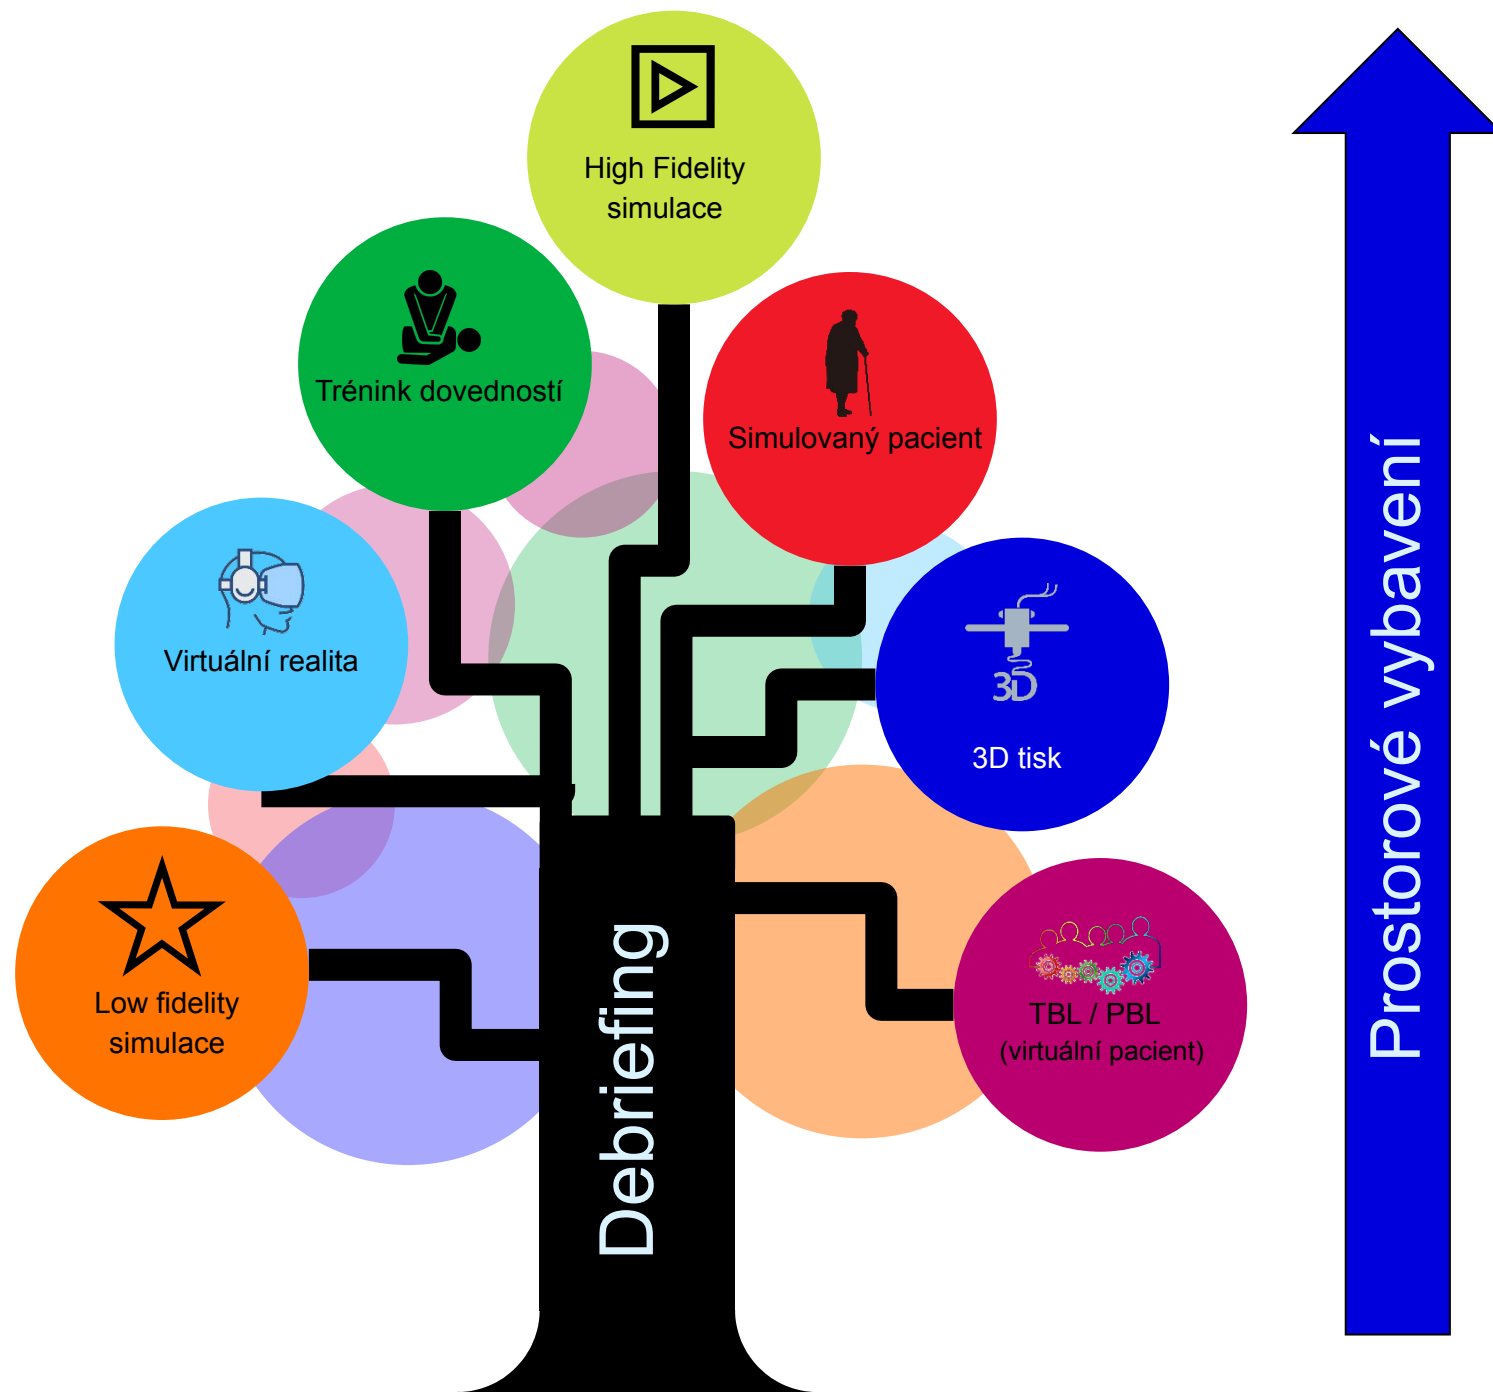 High Fidelity
simulace
Trénink dovedností
Simulovaný pacient
Virtuální realita
3D
3D tisk
Low fidelity
simulace
TBL / PBL
(virtuální pacient)
Debriefing
Prostorové vybavení